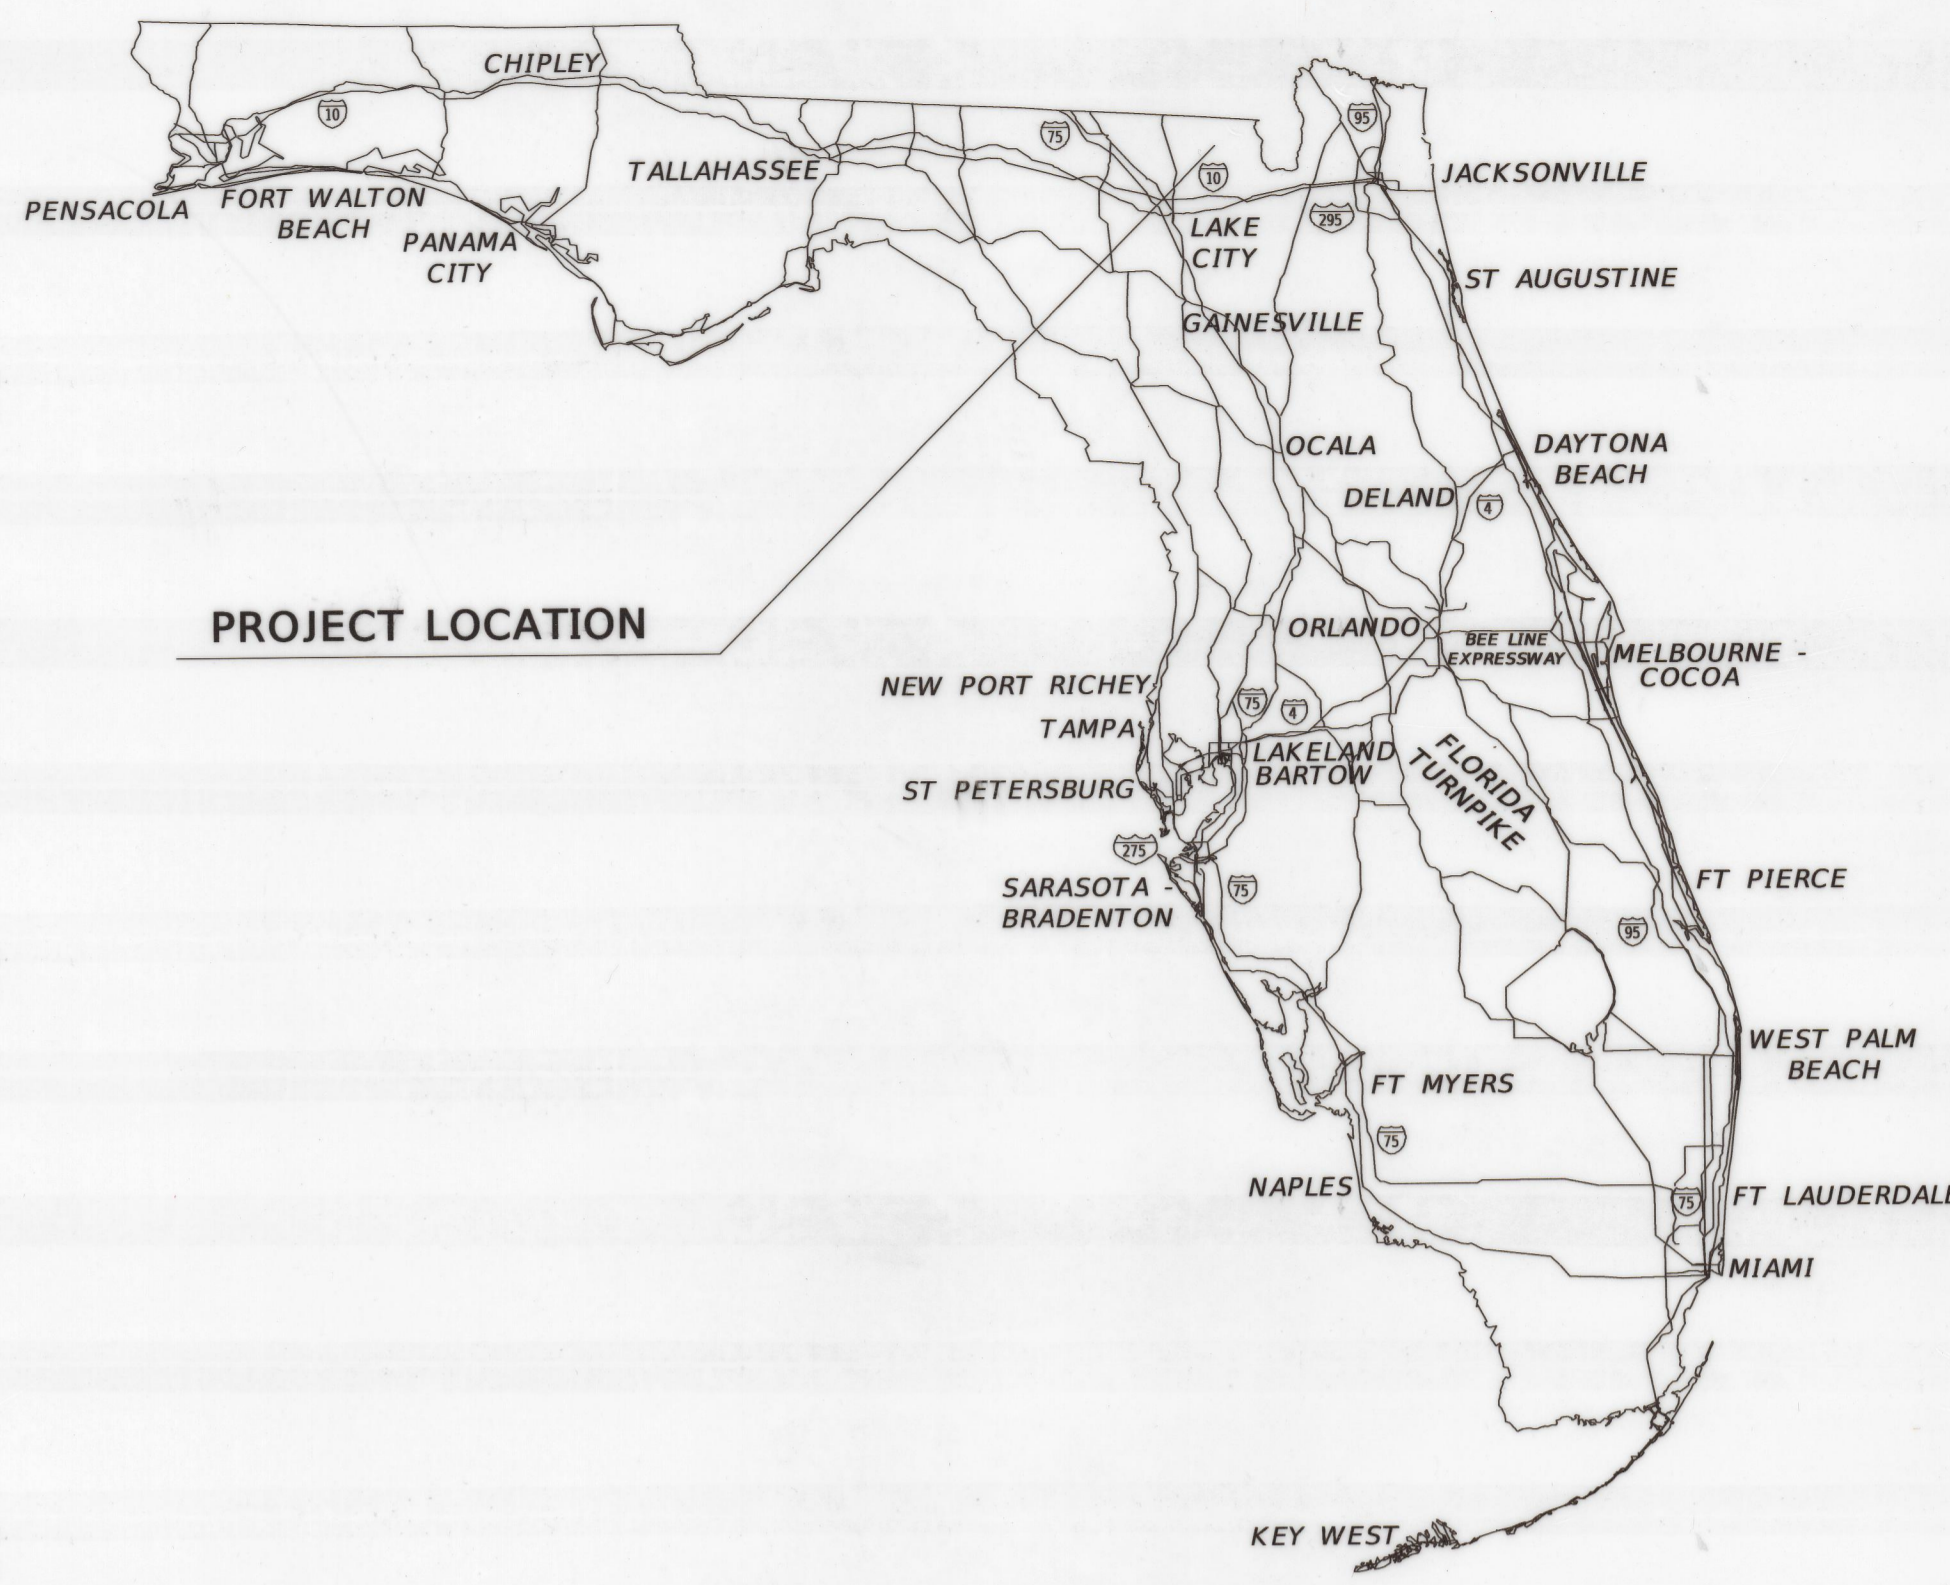 CHIPLEY
10
75
95
TALLAHASSEE
10
JACKSONVILLE
PENSACOLA
FORT WALTON
BEACH
295
PANAMA
CITY
LAKE
CITY
ST AUGUSTINE
GAINESVILLE
OCALA
DAYTONA
BEACH
DELAND
4
PROJECT LOCATION
ORLANDO
BEE LINE
EXPRESSWAY
MELBOURNE -
COCOA
NEW PORT RICHEY
75
4
TAMPA
LAKELAND
BARTOW
FLORIDA
TURNPIKE
ST PETERSBURG
275
SARASOTA -
BRADENTON
75
FT PIERCE
95
WEST PALM
BEACH
FT MYERS
75
NAPLES
75
FT LAUDERDALE
MIAMI
KEY WEST